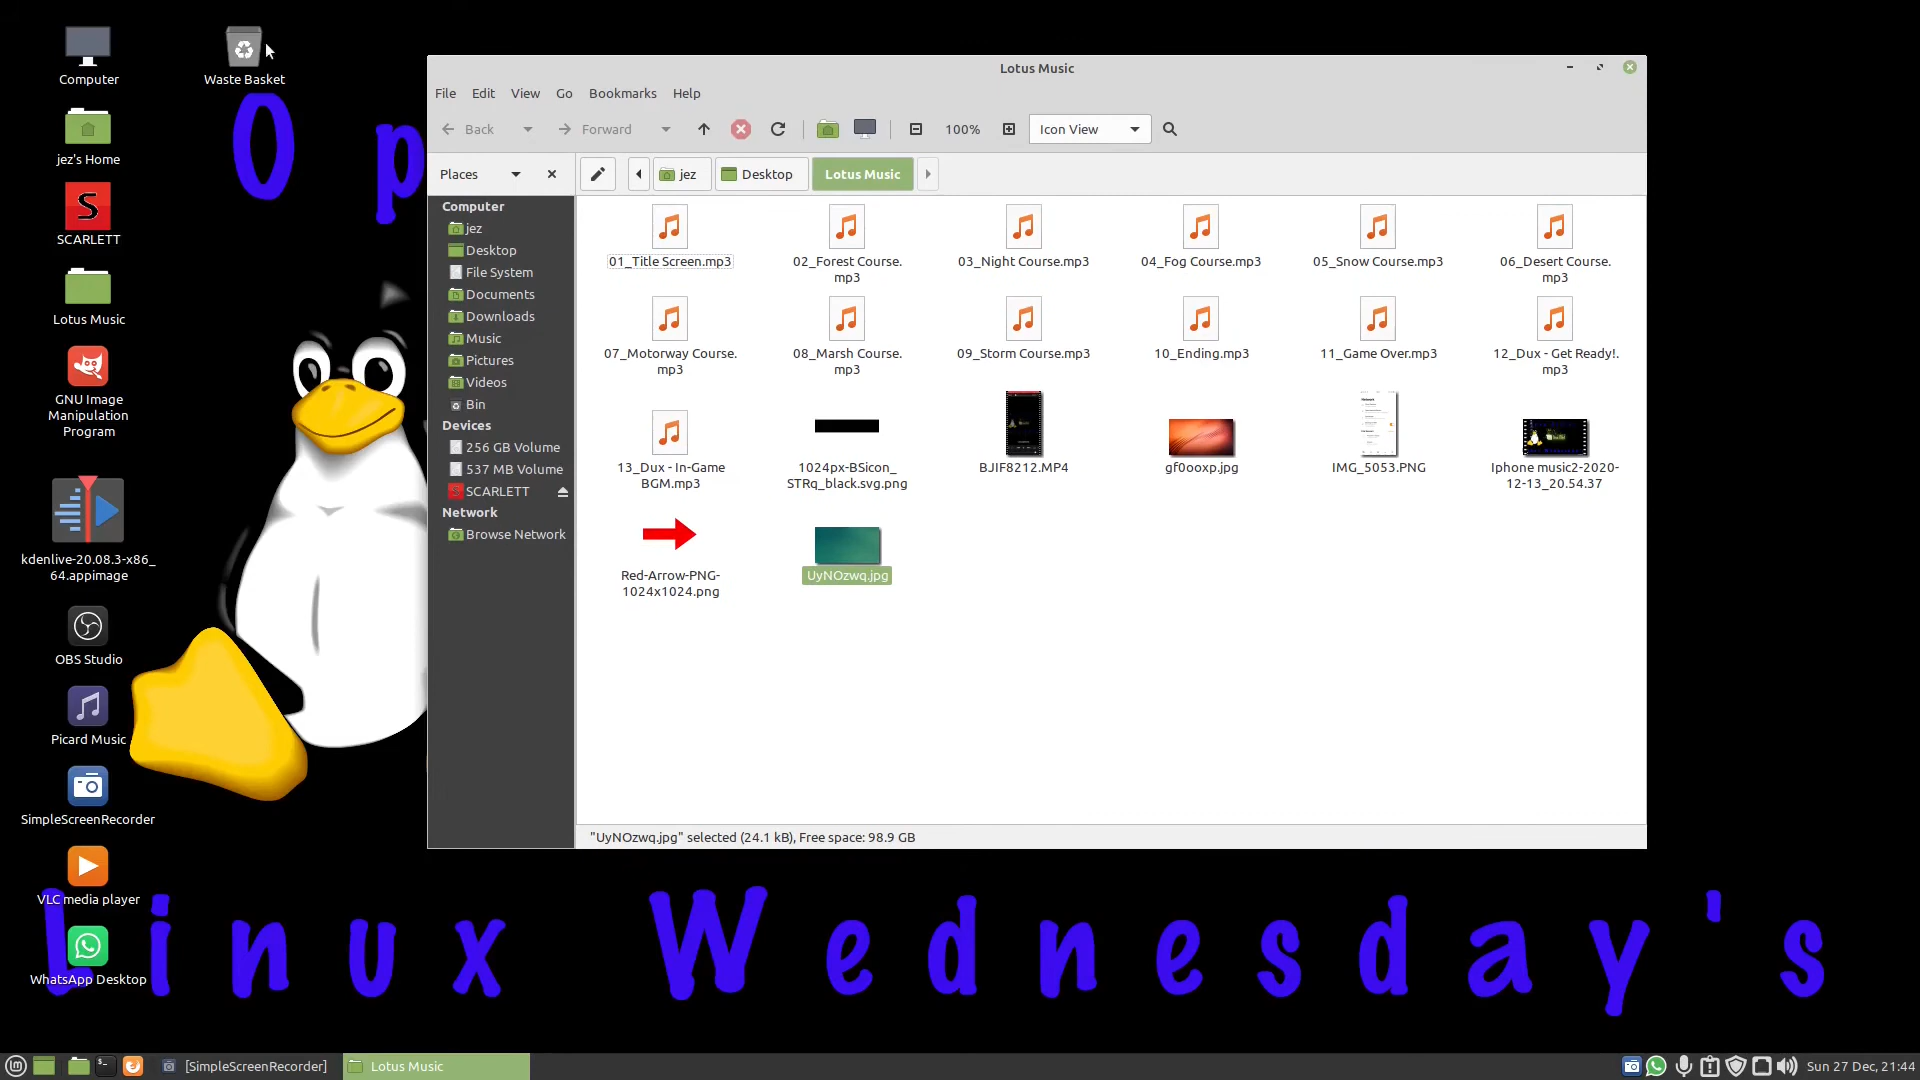 Computer
Waste Basket
jez's Home
SCARLETT
Lotus Music
GNU Image
Manipulation
Program
kdenlive-20.08.3-x86_
64.appimage
OBS Studio
Picard Music
SimpleScreenRecorder
VLC media player
WhatsApp Desktop
Op
Linux Wednesday's
Lotus Music
File Edit View Go Bookmarks Help
Back Forward 100% Icon View
Places jez Desktop Lotus Music
Computer
jez
Desktop
File System
Documents
Downloads
Music
Pictures
Videos
Bin
Devices
256 GB Volume
537 MB Volume
SCARLETT
Network
Browse Network
01_Title Screen.mp3
02_Forest Course.
mp3
03_Night Course.mp3
04_Fog Course.mp3
05_Snow Course.mp3
06_Desert Course.
mp3
07_Motorway Course.
mp3
08_Marsh Course.
mp3
09_Storm Course.mp3
10_Ending.mp3
11_Game Over.mp3
12_Dux - Get Ready!.
mp3
13_Dux - In-Game
BGM.mp3
1024px-BSicon_
STRq_black.svg.png
BJIF8212.MP4
gf0ooxp.jpg
IMG_5053.PNG
Iphone music2-2020-
12-13_20.54.37
Red-Arrow-PNG-
1024x1024.png
UyNOzwq.jpg
"UyNOzwq.jpg" selected (24.1 kB), Free space: 98.9 GB
[SimpleScreenRecorder]
Lotus Music
Sun 27 Dec, 21:44